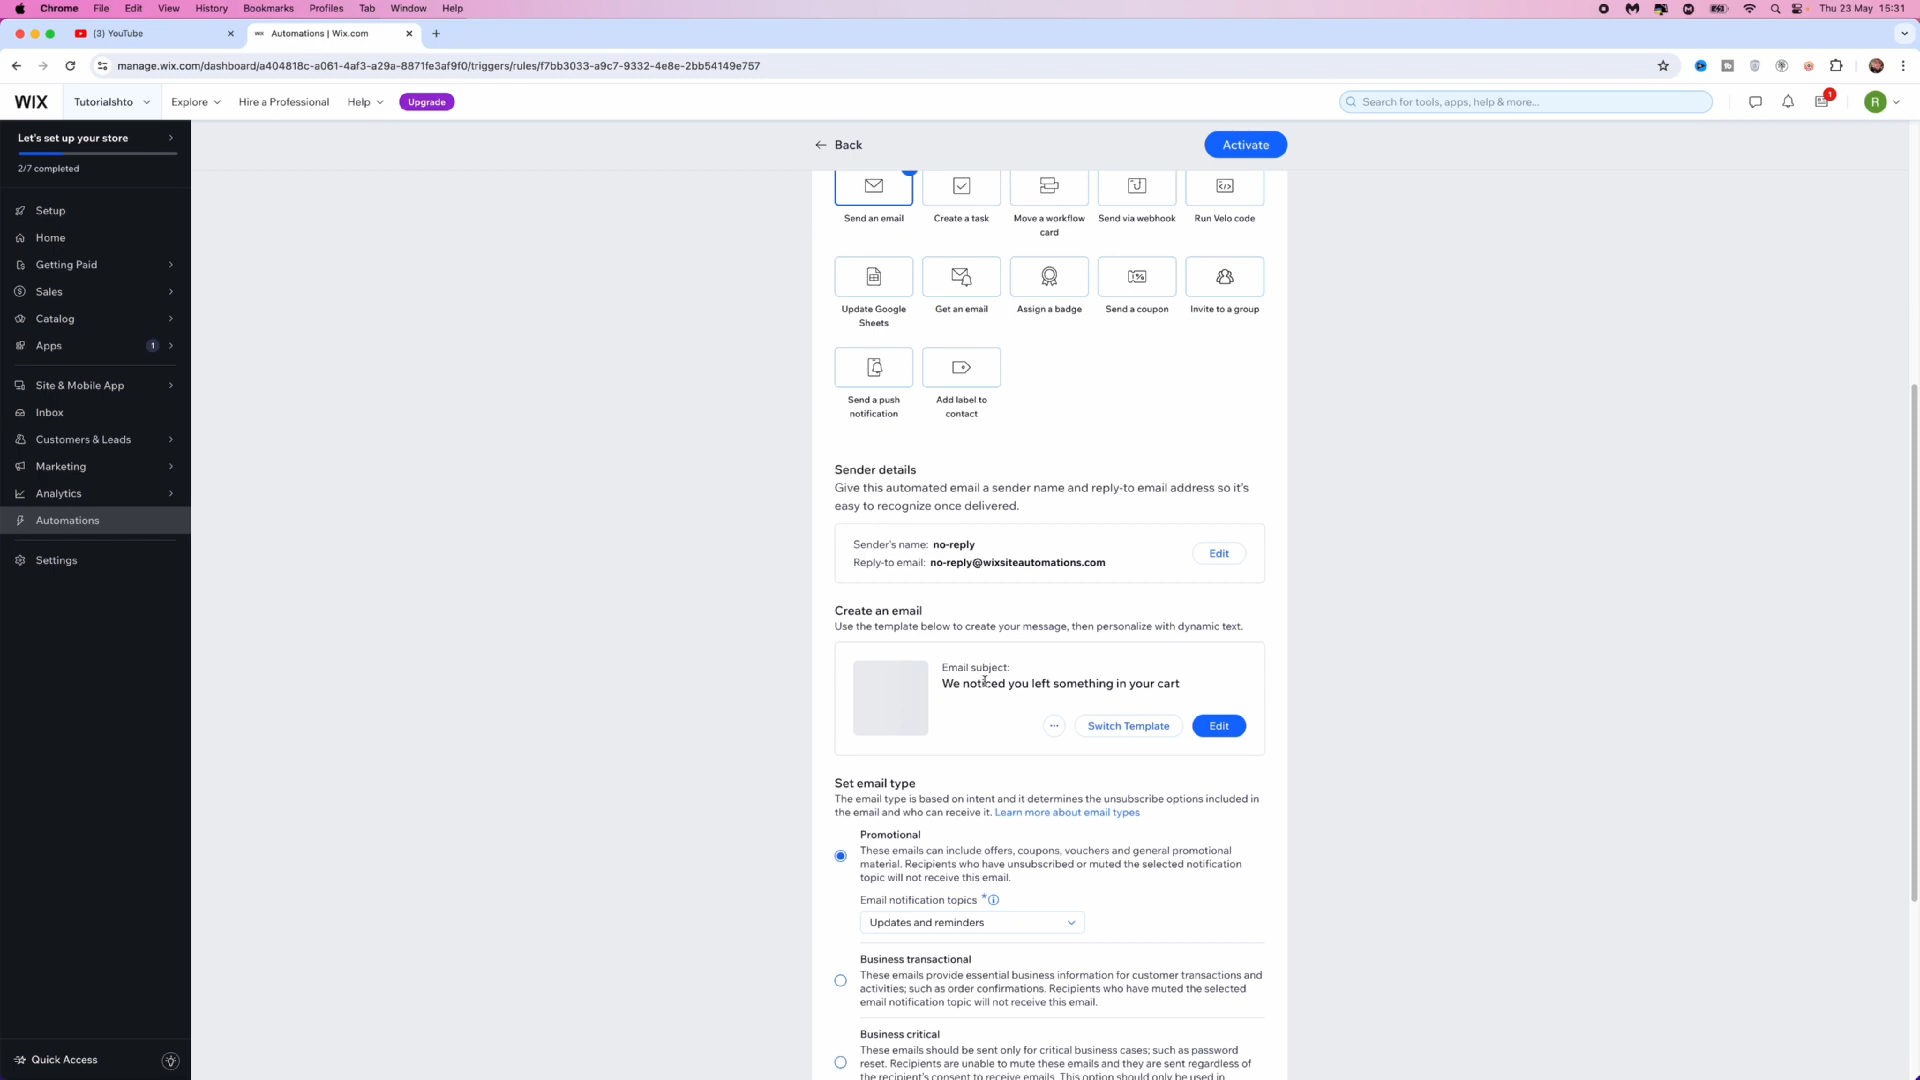 Chrome File Edit View History Bookmarks Profiles Tab Window Help Thu 23 May 15:31
(3) YouTube
WIX Automations | Wix.com
manage.wix.com/dashboard/a404818c-a061-4af3-a29a-8871fe3af9f0/triggers/rules/f7bb3033-a9c7-9332-4e8e-2bb54149e757
WIX Tutorialshto Explore Hire a Professional Help Upgrade Search for tools, apps, help & more... 1 R
Let's set up your store
2/7 completed
Setup
Home
Getting Paid
Sales
Catalog
Apps 1
Site & Mobile App
Inbox
Customers & Leads
Marketing
Analytics
Automations
Settings
Quick Access
Back Activate
Send an email
Create a task
Move a workflow
card
Send via webhook
Run Velo code
Update Google
Sheets
Get an email
Assign a badge
Send a coupon
Invite to a group
Send a push
notification
Add label to
contact
Sender details
Give this automated email a sender name and reply-to email address so it's
easy to recognize once delivered.
Sender's name: no-reply
Reply-to email: no-reply@wixsiteautomations.com
Edit
Create an email
Use the template below to create your message, then personalize with dynamic text.
Email subject:
We noticed you left something in your cart
... Switch Template Edit
Set email type
The email type is based on intent and it determines the unsubscribe options included in
the email and who can receive it. Learn more about email types
Promotional
These emails can include offers, coupons, vouchers and general promotional
material. Recipients who have unsubscribed or muted the selected notification
topic will not receive this email.
Email notification topics *
Updates and reminders
Business transactional
These emails provide essential business information for customer transactions and
activities; such as order confirmations. Recipients who have muted the selected
email notification topic will not receive this email.
Business critical
These emails should be sent only for critical business cases; such as password
reset. Recipients are unable to mute these emails and they are sent regardless of
the recipient's consent to receive emails. This option should only be used in